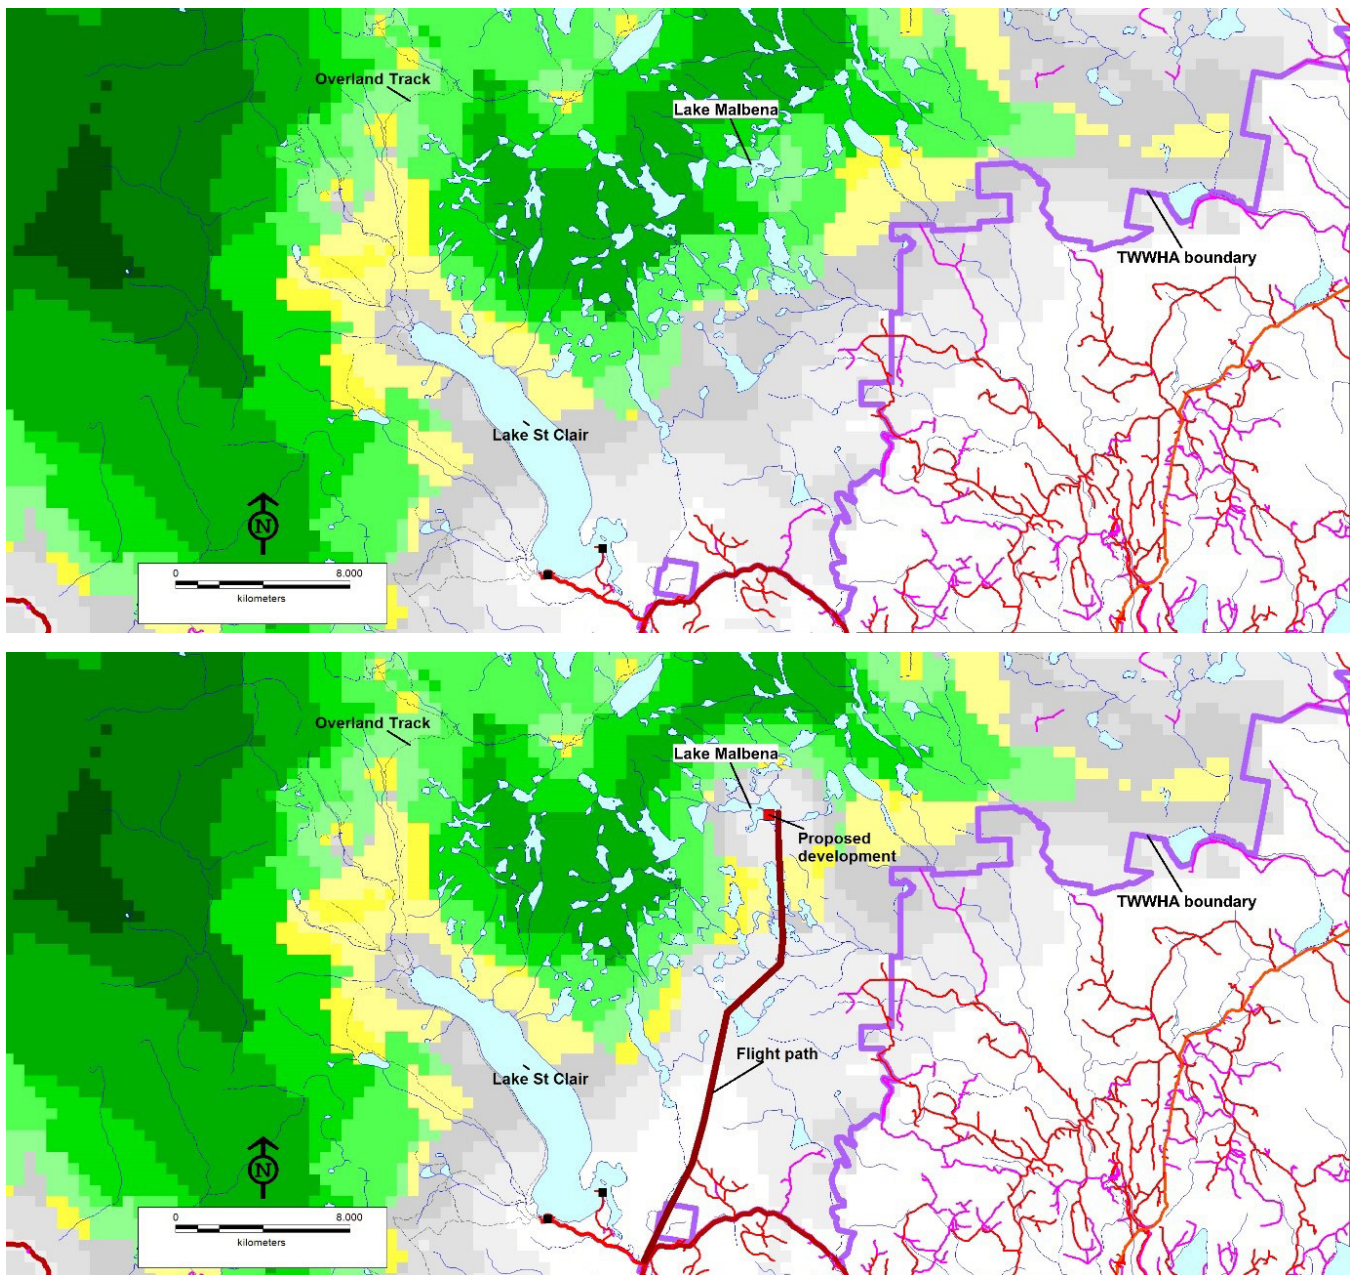 Overland Track
Lake Malbena
TWWHA boundary
Lake St Clair
N
0 8.000
kilometers
Overland Track
Lake Malbena
Proposed
development
TWWHA boundary
Flight path
Lake St Clair
N
0 8.000
kilometers